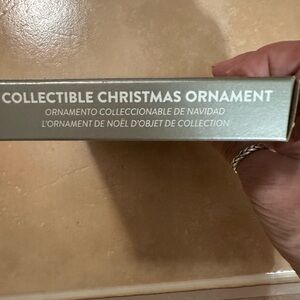 COLLECTIBLE CHRISTMAS ORNAMENT
ORNAMENTO COLLECCIONABLE DE NAVIDAD
L'ORNAMENT DE NOËL D'OBJET DE COLLECTION